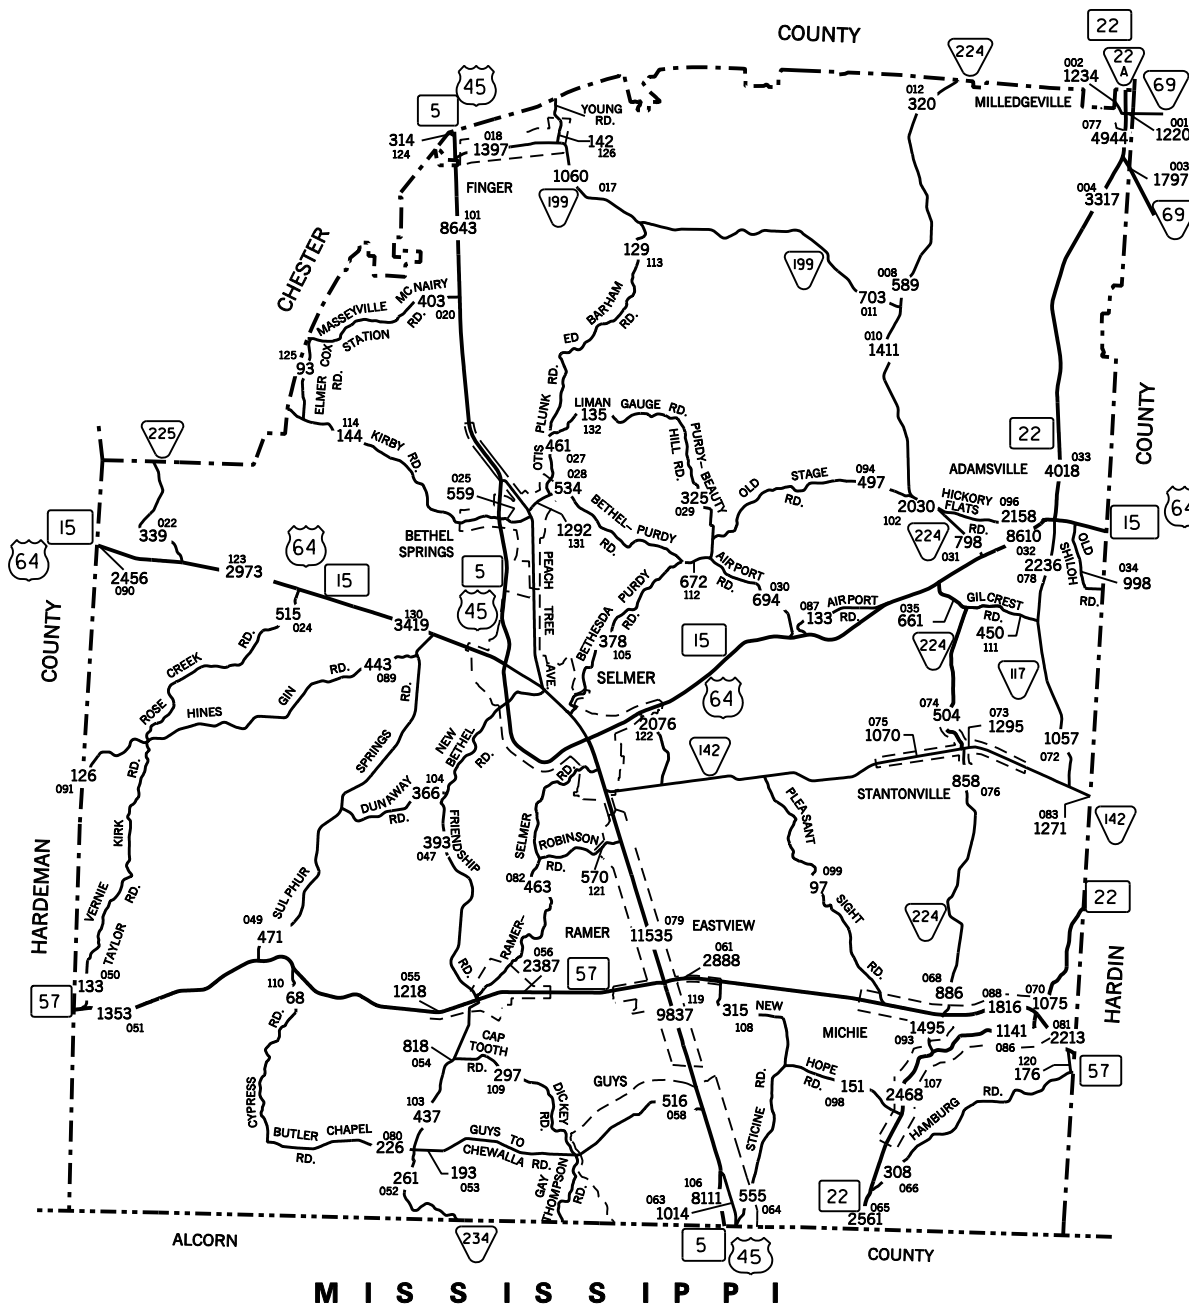 22
COUNTY
224
002
1234
22
A
69
45
012
320
MILLEDGEVILLE
5
YOUNG
RD.
314
124
018
1397
142
126
077
4944
001
1220
1060
017
003
1797
FINGER
199
004
3317
69
101
8643
129
113
CHESTER
199
008
589
703
011
MC NAIRY
403
020
MASSEYVILLE
STATION
RD.
ED
BARHAM
RD.
010
1411
125
93
ELMER COX
RD.
COUNTY
OTIS PLUNK RD.
LIMAN GAUGE RD.
135
132
114
144
KIRBY RD.
225
22
461
027
HILL RD.
PURDY- BEAUTY
325
029
ADAMSVILLE
4018
033
025
559
028
534
OLD STAGE
RD.
094
497
15
64
022
339
BETHEL
SPRINGS
1292
131
BETHEL- PURDY
RD.
2030
102
HICKORY
FLATS
RD.
096
2158
15
64
64
224
798
031
8610
032
OLD
SHILOH
RD.
2456
090
123
2973
15
5
PEACH
TREE
AVE.
672
112
AIRPORT
RD.
030
694
2236
078
034
998
COUNTY
515
024
45
BETHESDA PURDY
RD.
378
105
087
133
AIRPORT
RD.
035
661
GILCREST
RD.
450
111
130
3419
15
ROSE CREEK RD.
443
089
HINES GIN RD.
SELMER
64
224
117
2076
122
074
504
073
1295
SPRINGS
RD.
NEW
BETHEL
RD.
142
075
1070
1057
072
126
091
104
366
DUNAWAY
RD.
RD.
858
076
STANTONVILLE
083
1271
142
KIRK
RD.
393
047
FRIENDSHIP
RD.
SELMER
ROBINSON
RD.
570
121
PLEASANT
SIGHT
RD.
HARDEMAN
082
463
099
97
VERNIE
TAYLOR
RD.
SULPHUR
22
049
471
RAMER-
RAMER
079
11535
EASTVIEW
224
HARDIN
050
133
056
2387
57
061
2888
57
1353
051
110
68
055
1218
068
886
088
1816
070
1075
119
9837
315
NEW
108
MICHIE
1495
093
1141
086
081
2213
818
054
CAP
TOOTH
RD.
297
109
HOPE
RD.
120
176
57
CYPRESS
RD.
DICKEY
RD.
GUYS
151
098
107
2468
HAMBURG
RD.
103
437
516
058
STICINE
RD.
BUTLER CHAPEL
RD.
080
226
GUYS TO
CHEWALLA
RD.
193
053
261
052
GAY
THOMPSON
RD.
308
066
106
8111
063
1014
555
064
22
065
2561
ALCORN
234
5
45
COUNTY
MISSISSIPPI